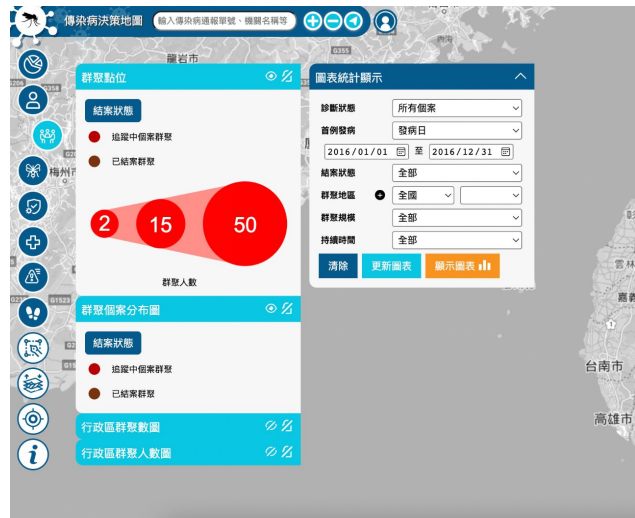 傳染病決策地圖
輸入傳染病通報單號、機關名稱等
龍岩市
G355
G358
梅州市
G1523
群聚點位
結案狀態
追蹤中個案群聚
已結案群聚
2
15
50
群聚人數
群聚個案分布圖
結案狀態
追蹤中個案群聚
已結案群聚
行政區群聚數圖
行政區群聚人數圖
圖表統計顯示
診斷狀態
所有個案
首例發病
發病日
2016/01/01 至 2016/12/31
結案狀態
全部
群聚地區
全國
群聚規模
全部
持續時間
全部
清除
更新圖表
顯示圖表
雲林
嘉義
台南市
高雄市